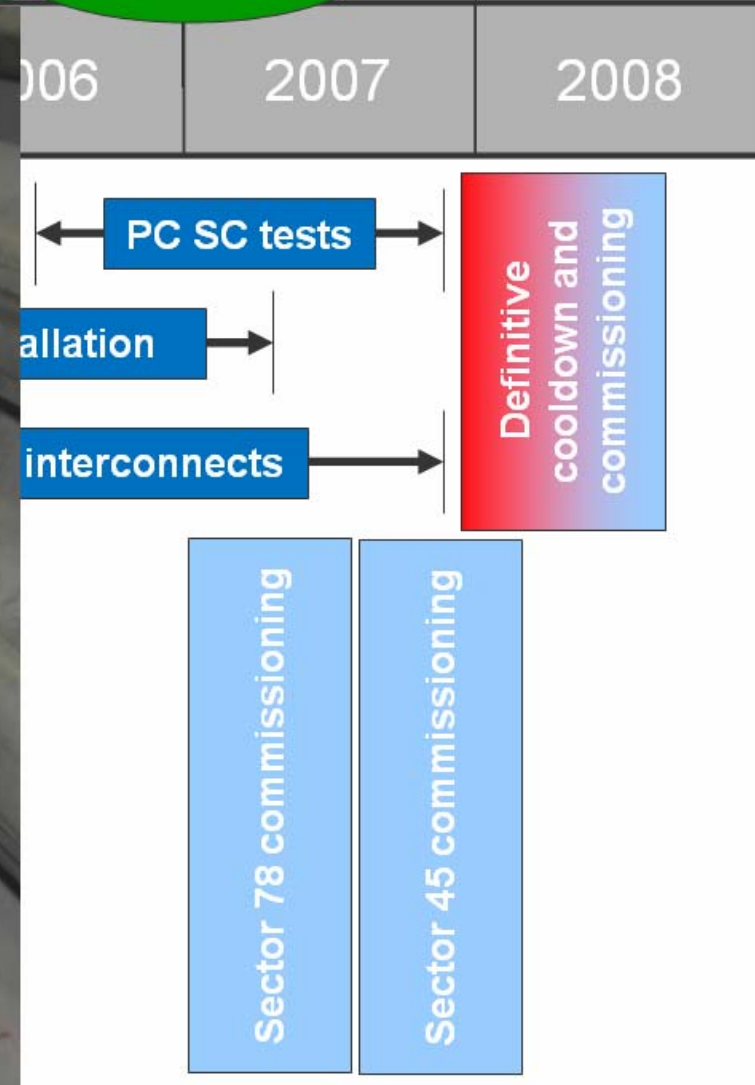 006
2007
2008
PC SC tests
Definitive
cooldown and
commissioning
allation
interconnects
Sector 78 commissioning
Sector 45 commissioning